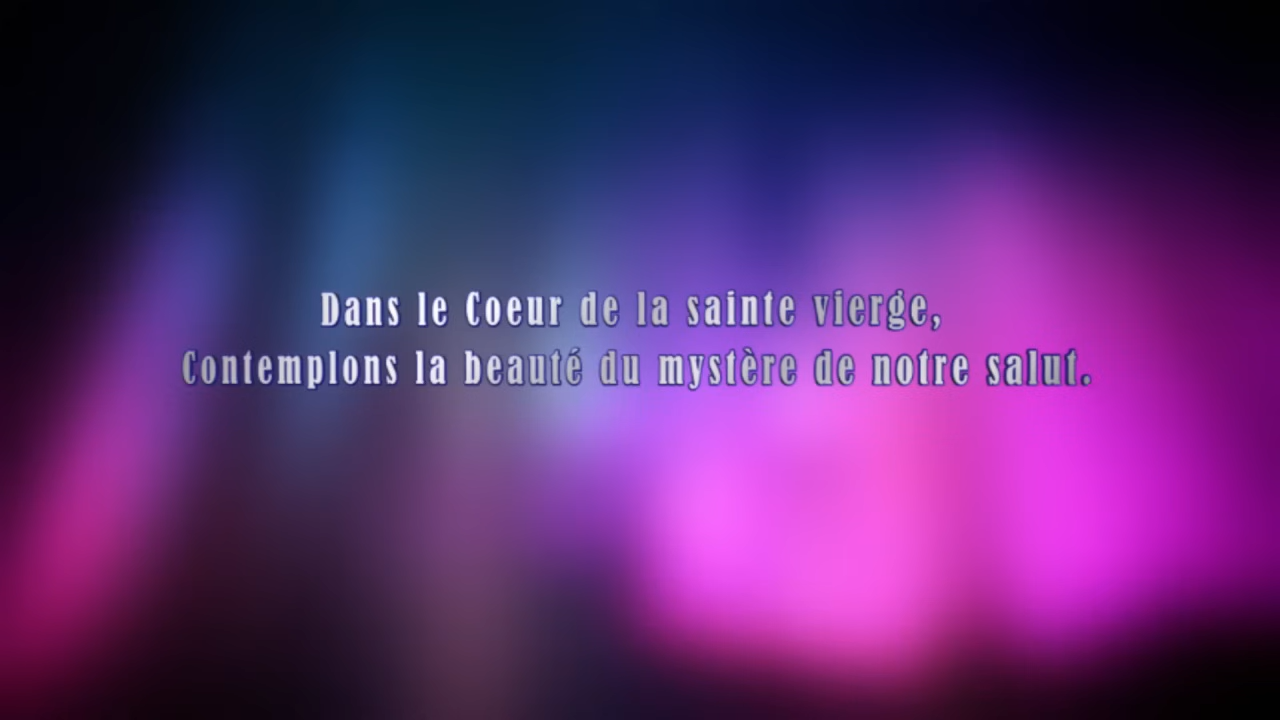 Dans le Coeur de la sainte vierge,
Contemplons la beauté du mystère de notre salut.